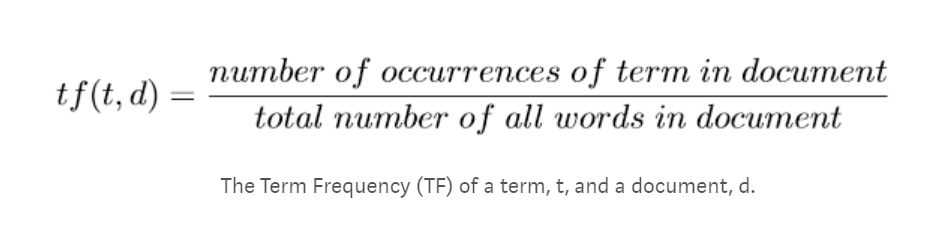 tf(t, d) = number of occurrences of term in document
total number of all words in document
The Term Frequency (TF) of a term, t, and a document, d.